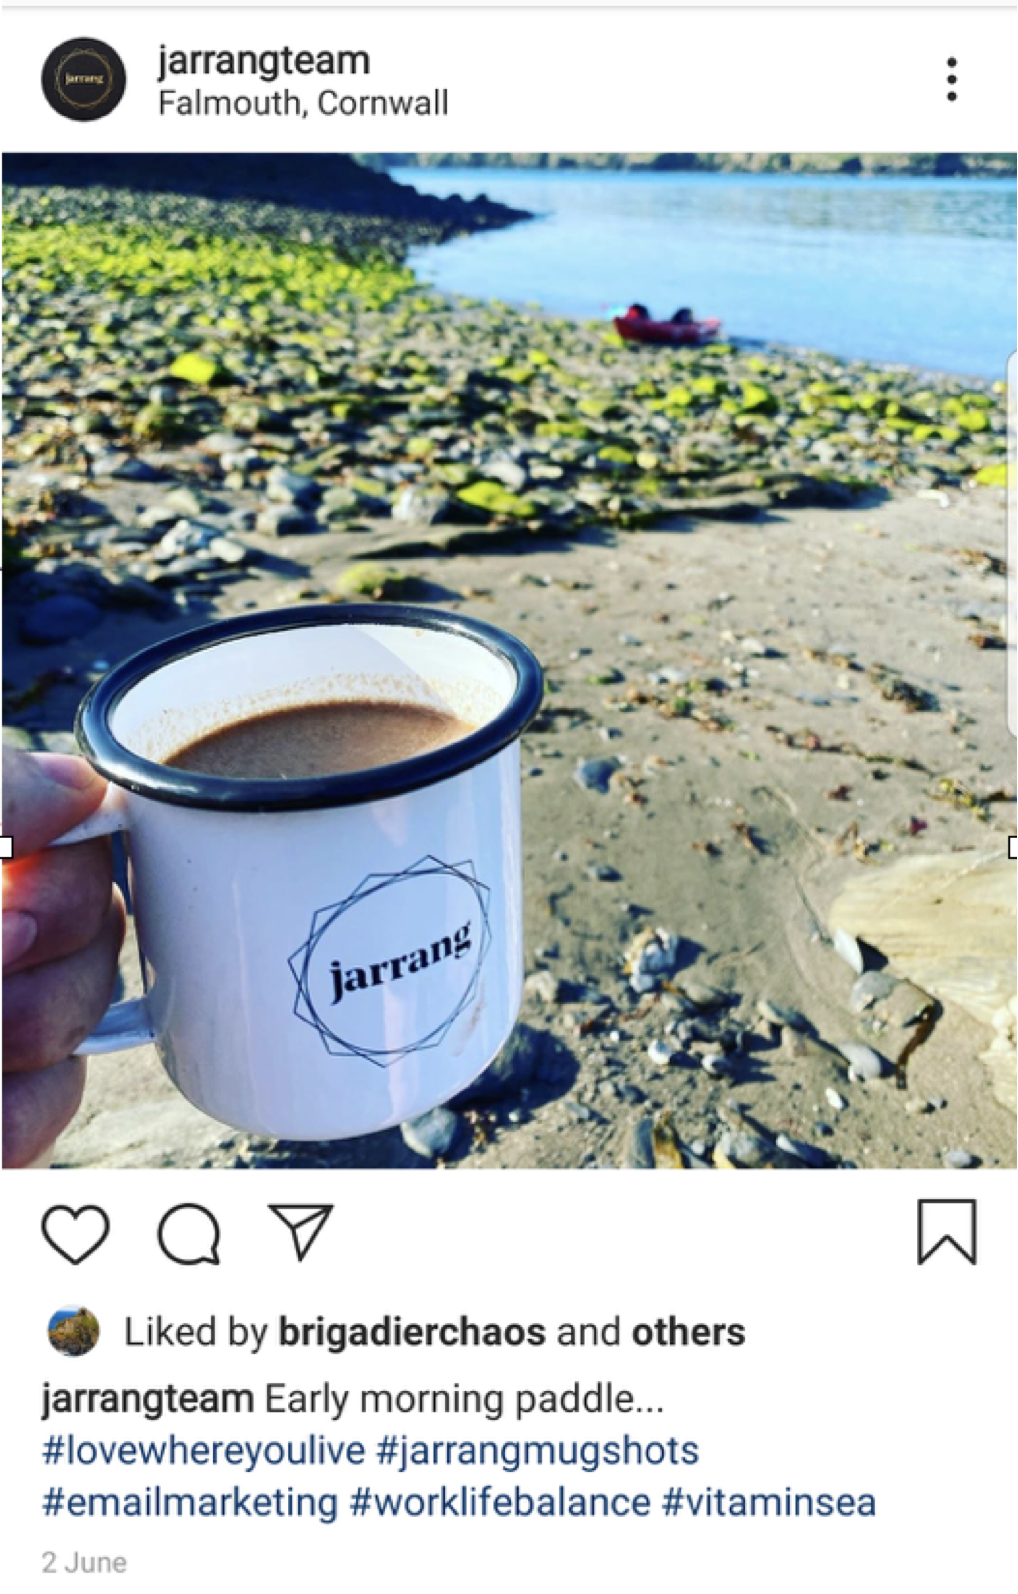 jarrang
jarrangteam
Falmouth, Cornwall
jarrang
Liked by brigadierchaos and others
jarrangteam Early morning paddle...
#lovewhereyoulive #jarrangmugshots
#emailmarketing #worklifebalance #vitaminsea
2 June